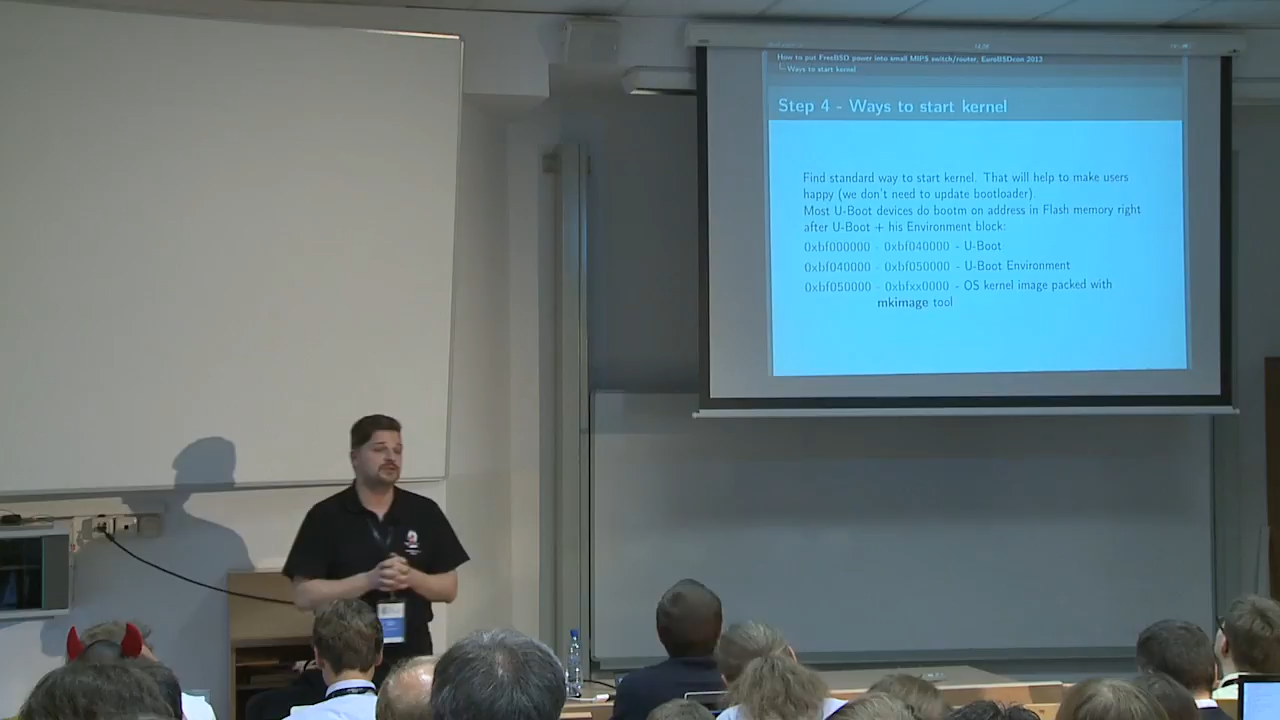 How to put FreeBSD power into small MIPS switch/router, EuroBSDcon 2013
Ways to start kernel
Step 4 - Ways to start kernel
Find standard way to start kernel. That will help to make users
happy (we don't need to update bootloader).
Most U-Boot devices do bootm on address in Flash memory right
after U-Boot + his Environment block:
0xbf000000 - 0xbf040000 - U-Boot
0xbf040000 - 0xbf050000 - U-Boot Environment
0xbf050000 - 0xbfxx0000 - OS kernel image packed with
mkimage tool